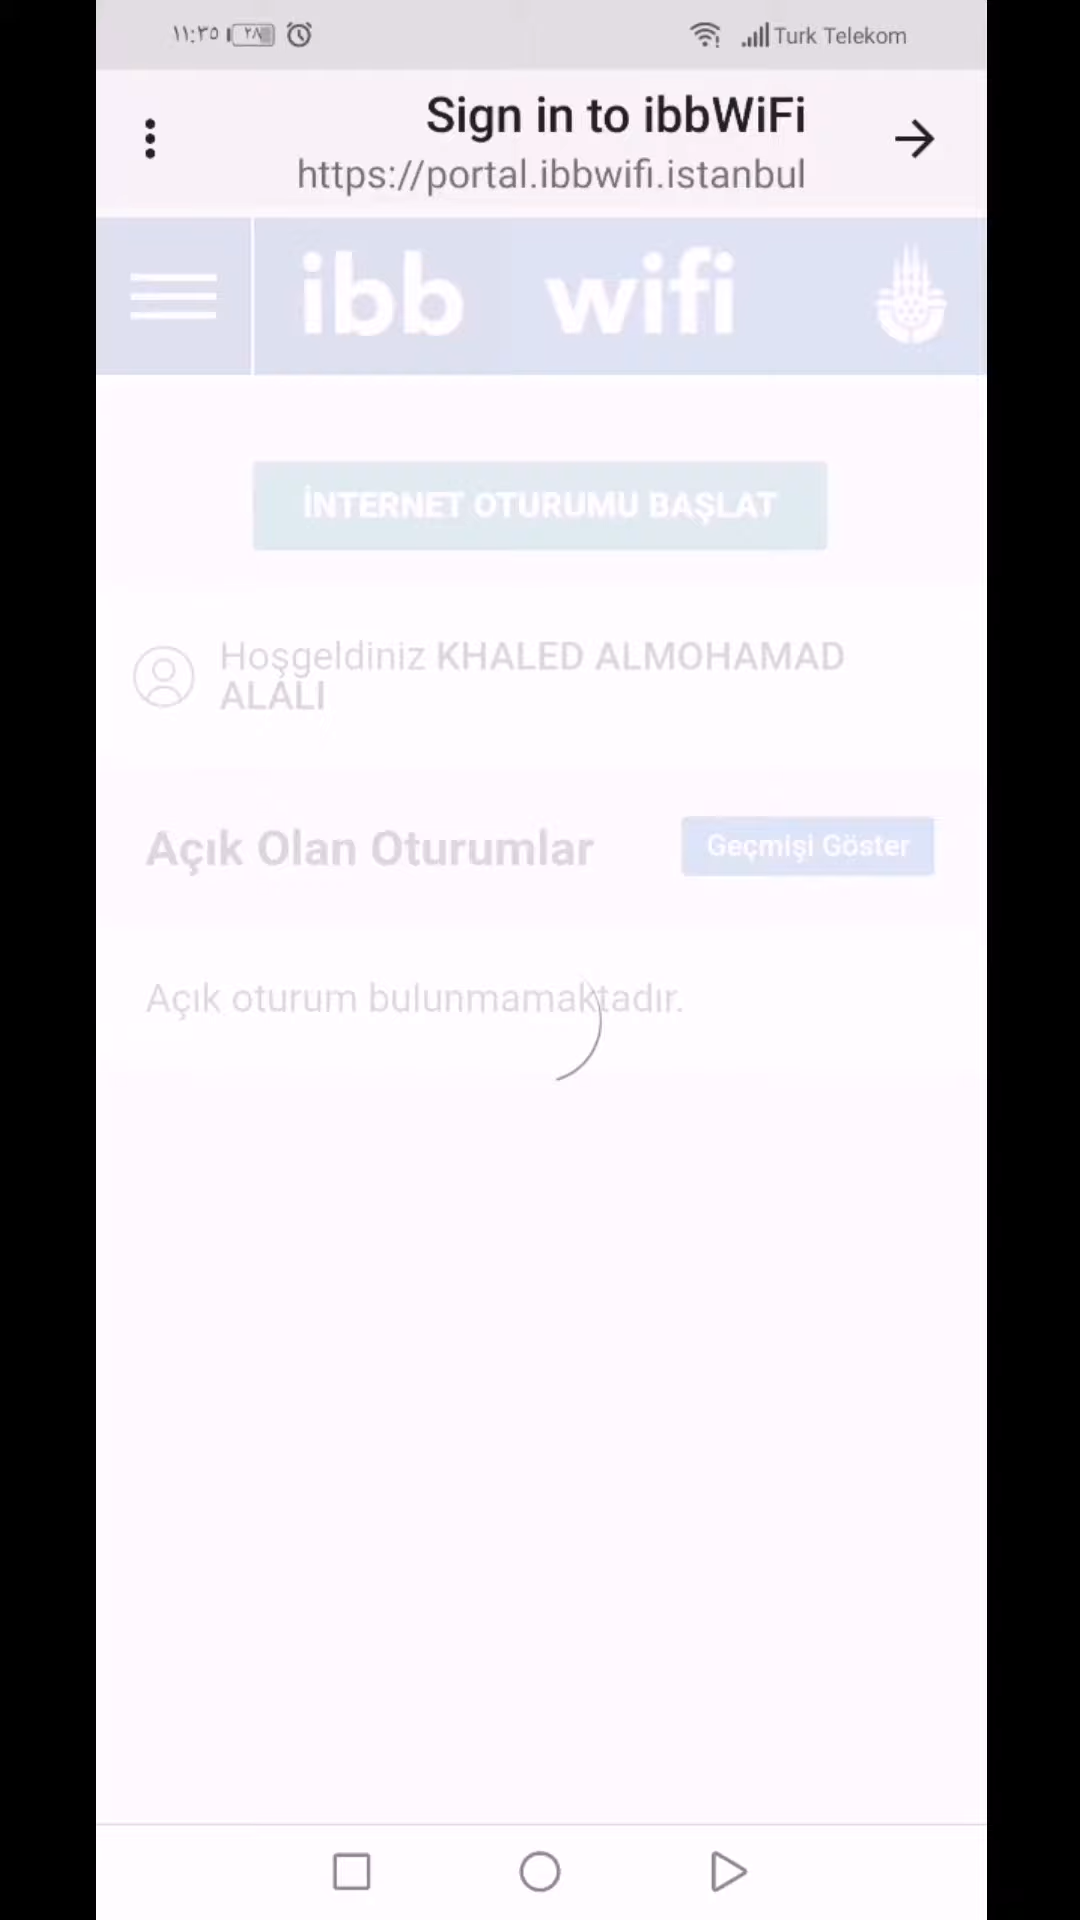 ١١:٣٥ ٢٨ Turk Telekom
Sign in to ibbWiFi
https://portal.ibbwifi.istanbul
ibb wifi
İNTERNET OTURUMU BAŞLAT
Hoşgeldiniz KHALED ALMOHAMAD
ALALI
Açık Olan Oturumlar Geçmişi Göster
Açık oturum bulunmamaktadır.